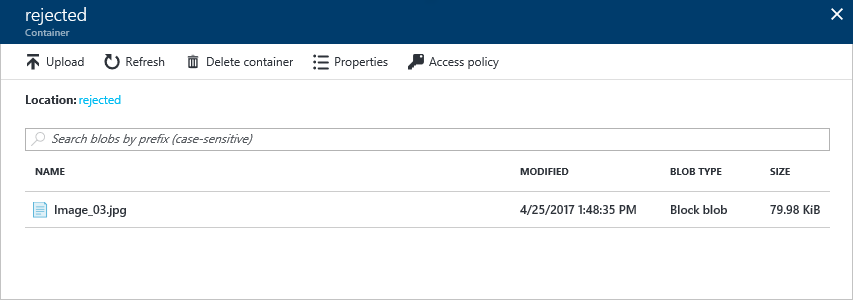 rejected
Container
Upload Refresh Delete container Properties Access policy
Location: rejected
Search blobs by prefix (case-sensitive)
NAME MODIFIED BLOB TYPE SIZE
Image_03.jpg 4/25/2017 1:48:35 PM Block blob 79.98 KiB